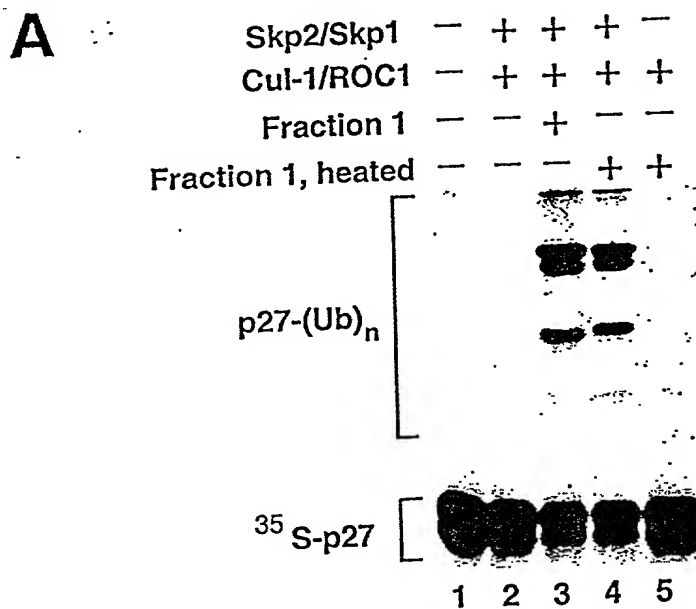 A
Skp2/Skp1 − + + + −
Cul-1/ROC1 − + + + +
Fraction 1 − − + − −
Fraction 1, heated − − − + +
p27-(Ub)n
35 S-p27
1 2 3 4 5